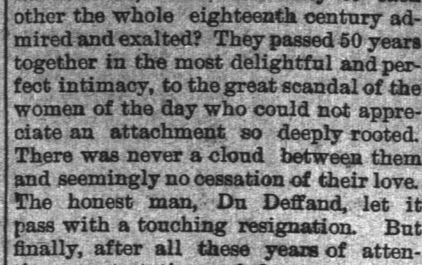 other the whole eighteenth century ad-
mired and exalted? They passed 50 years
together in the most delightful and per-
fect intimacy, to the great scandal of the
women of the day who could not appre-
ciate an attachment so deeply rooted.
There was never a cloud between them
and seemingly no cessation of their love.
The honest man, Du Deffand, let it
pass with a touching resignation. But
finally, after all these years of atten-